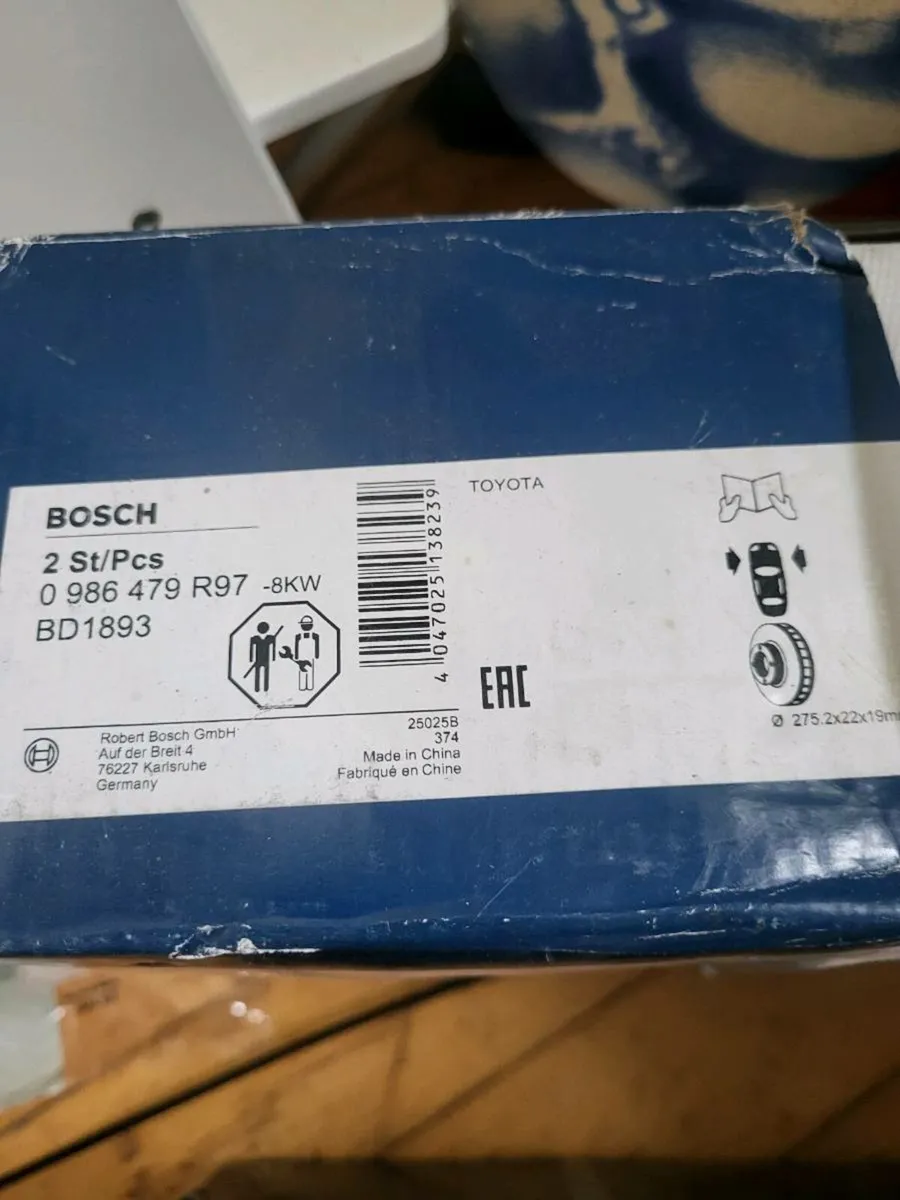 BOSCH
2 St/Pcs
0 986 479 R97 -8KW
BD1893
4 047025 138239
TOYOTA
EAC
Ø 275.2x22x19m
25025B
374
Made in China
Fabriqué en Chine
Robert Bosch GmbH
Auf der Breit 4
76227 Karlsruhe
Germany